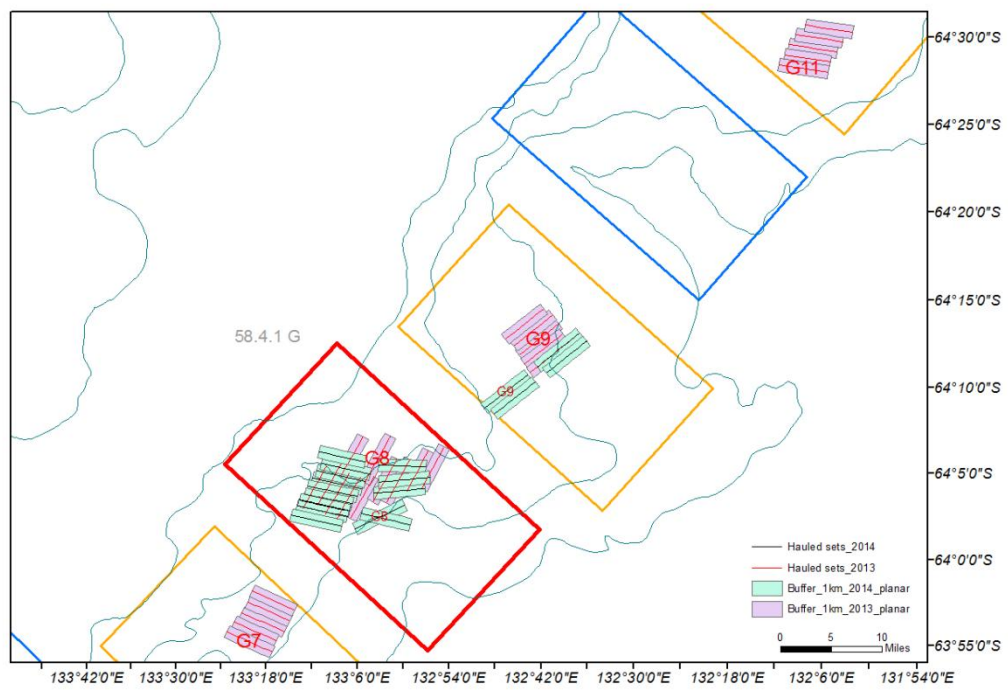 64°30'0"S
G11
64°25'0"S
64°20'0"S
64°15'0"S
58.4.1 G
G9
64°10'0"S
G9
G8
64°5'0"S
G8
64°0'0"S
Hauled sets_2014
Hauled sets_2013
Buffer_1km_2014_planar
Buffer_1km_2013_planar
G7
0 5 10
Miles
63°55'0"S
133°42'0"E 133°30'0"E 133°18'0"E 133°6'0"E 132°54'0"E 132°42'0"E 132°30'0"E 132°18'0"E 132°6'0"E 131°54'0"E